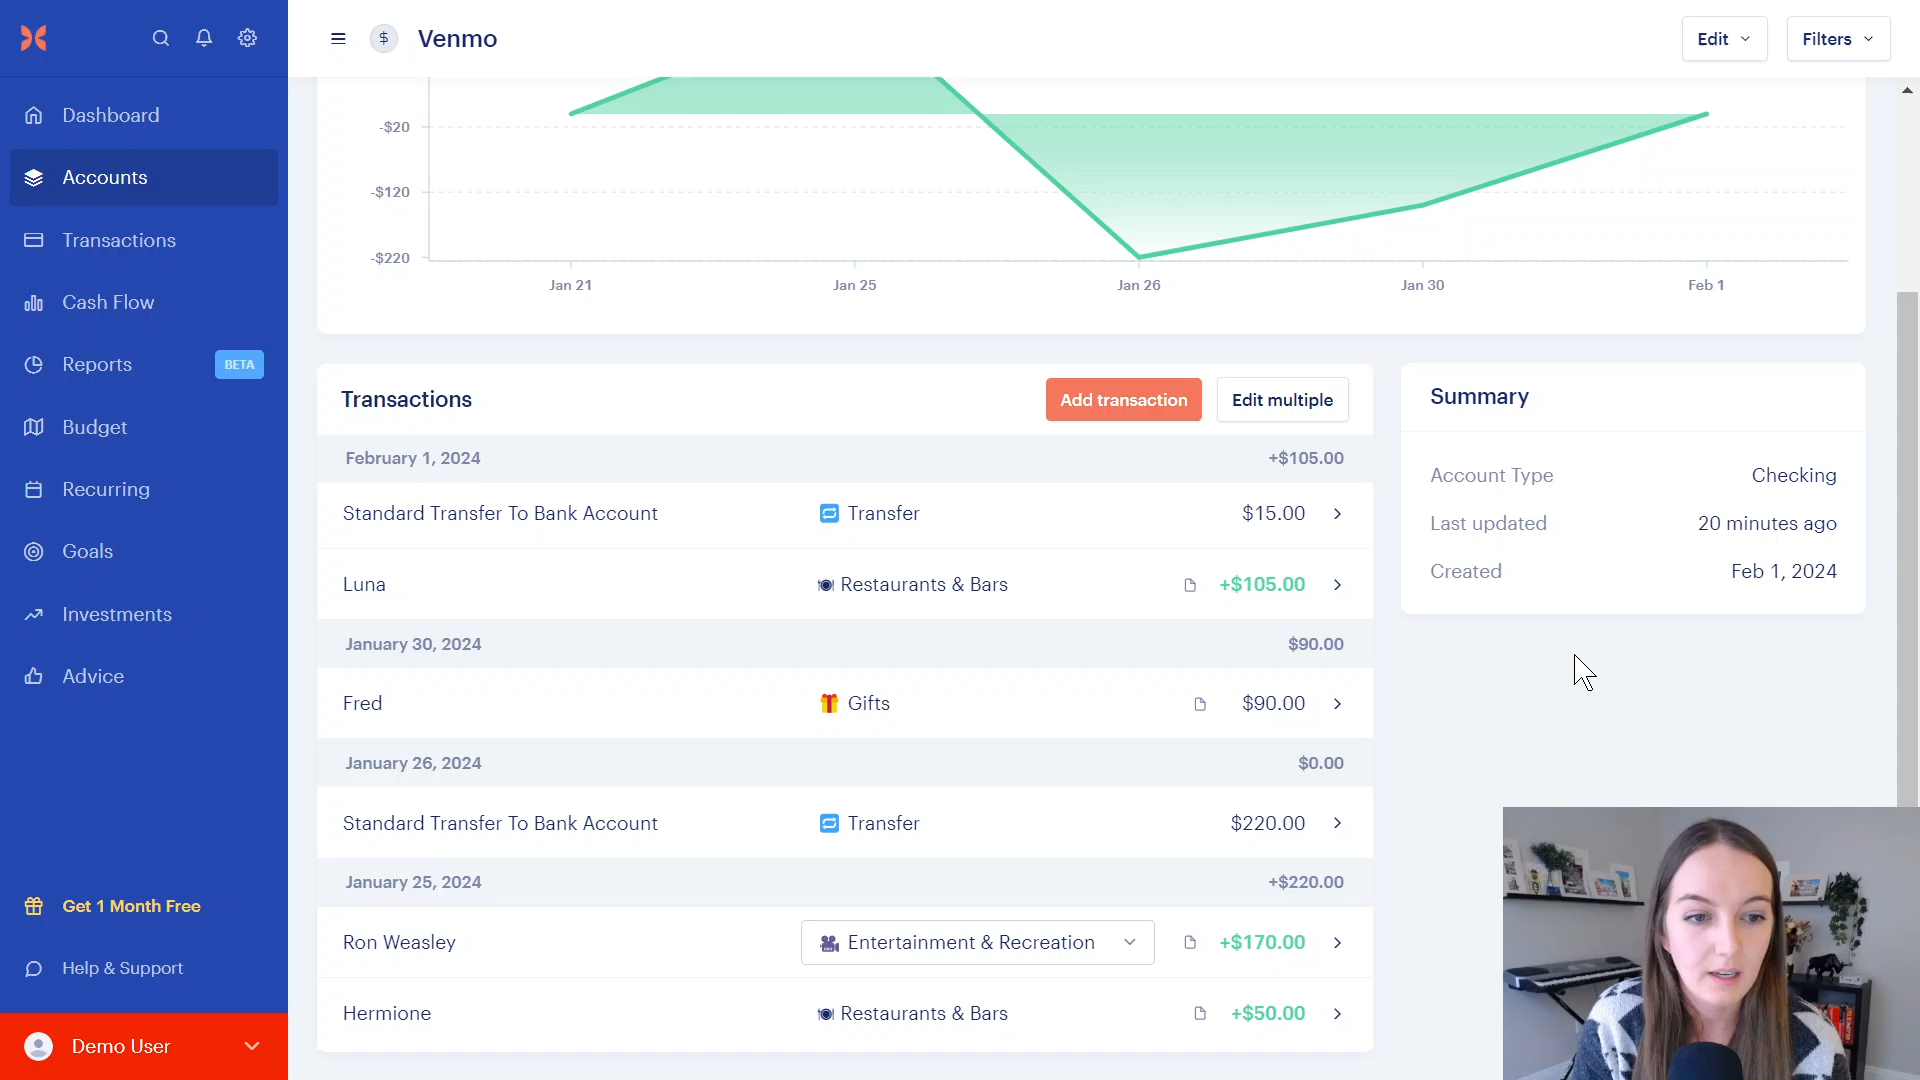 Venmo
Edit
Filters
Dashboard
Accounts
Transactions
Cash Flow
Reports
BETA
Budget
Recurring
Goals
Investments
Advice
Get 1 Month Free
Help & Support
Demo User
-$20
-$120
-$220
Jan 21
Jan 25
Jan 26
Jan 30
Feb 1
Transactions
Add transaction
Edit multiple
February 1, 2024 +$105.00
Standard Transfer To Bank Account Transfer $15.00
Luna Restaurants & Bars +$105.00
January 30, 2024 $90.00
Fred Gifts $90.00
January 26, 2024 $0.00
Standard Transfer To Bank Account Transfer $220.00
January 25, 2024 +$220.00
Ron Weasley Entertainment & Recreation +$170.00
Hermione Restaurants & Bars +$50.00
Summary
Account Type Checking
Last updated 20 minutes ago
Created Feb 1, 2024